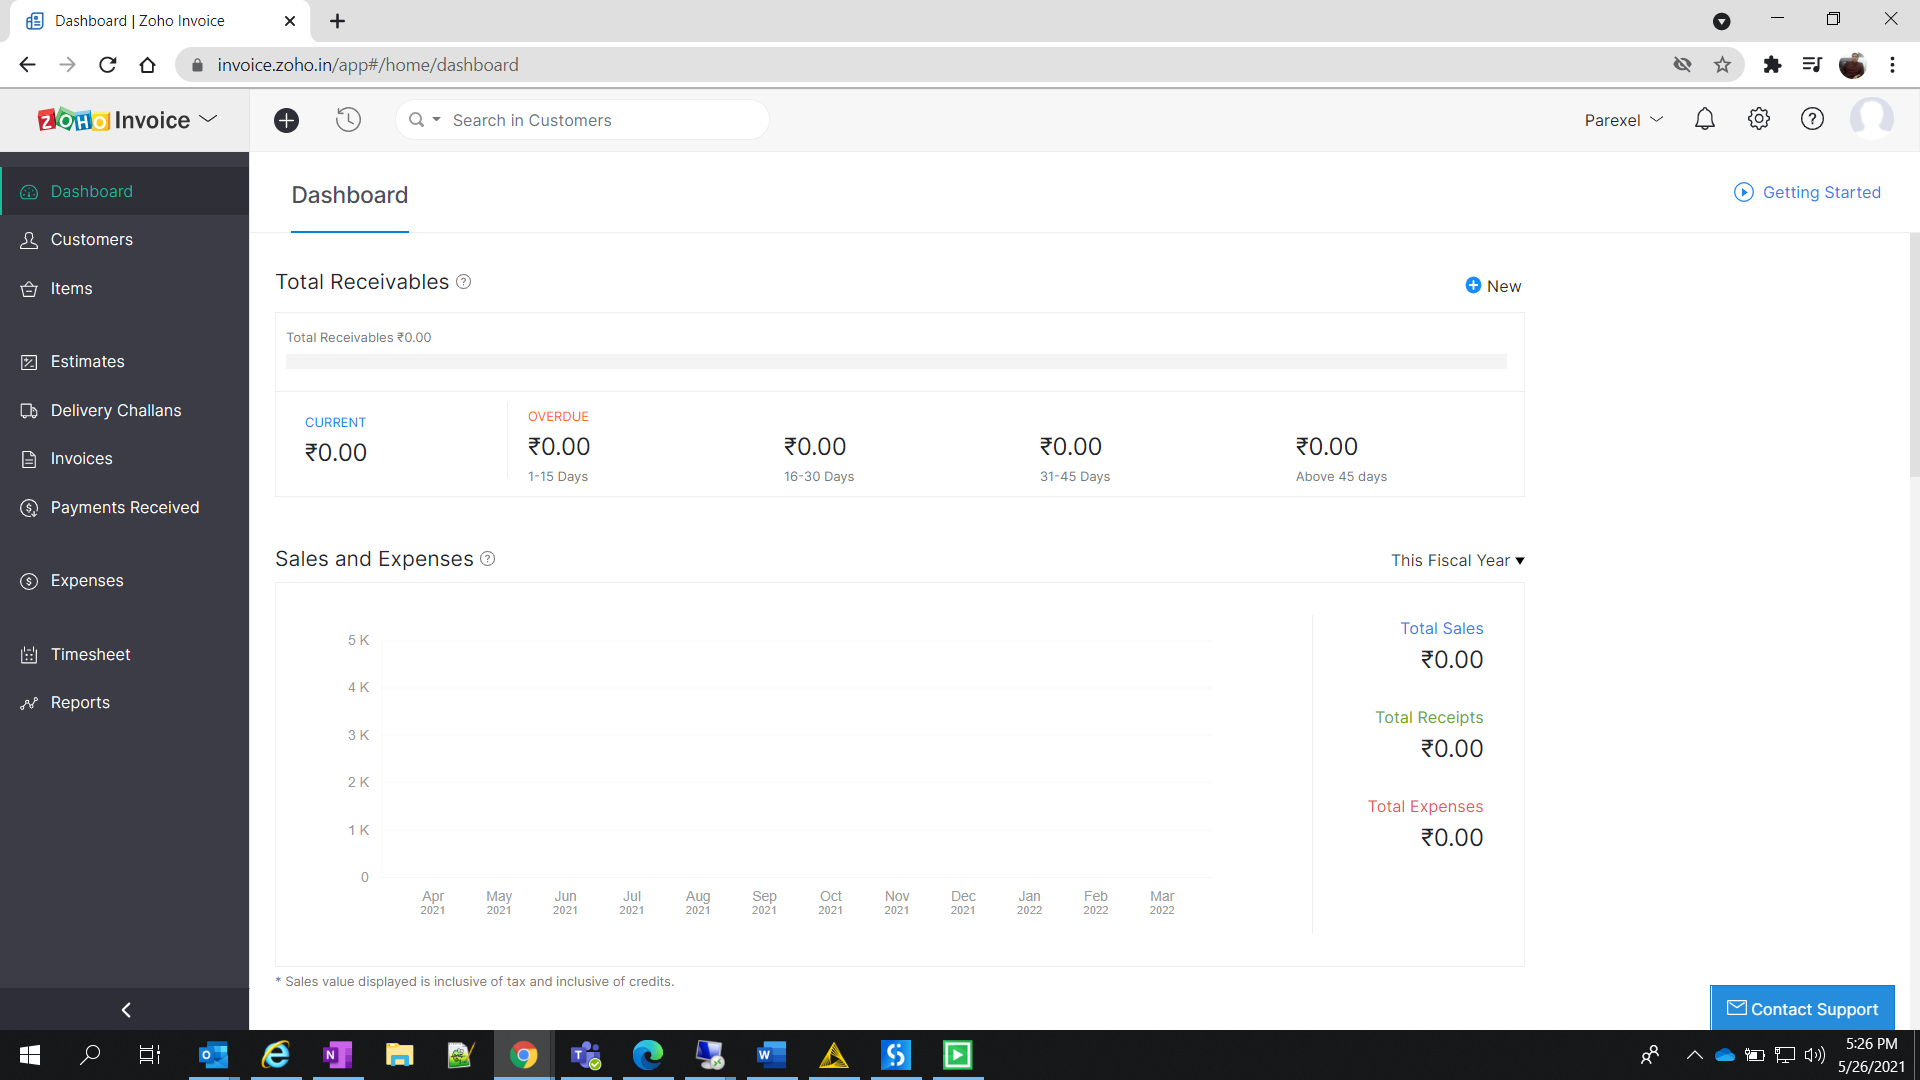 Dashboard | Zoho Invoice
invoice.zoho.in/app#/home/dashboard
ZOHO Invoice
Search in Customers
Parexel
Dashboard
Customers
Items
Estimates
Delivery Challans
Invoices
Payments Received
Expenses
Timesheet
Reports
Dashboard
Getting Started
Total Receivables
New
Total Receivables ₹0.00
CURRENT
₹0.00
OVERDUE
₹0.00 ₹0.00 ₹0.00 ₹0.00
1-15 Days 16-30 Days 31-45 Days Above 45 days
Sales and Expenses
This Fiscal Year
5 K
4 K
3 K
2 K
1 K
0
Apr May Jun Jul Aug Sep Oct Nov Dec Jan Feb Mar
2021 2021 2021 2021 2021 2021 2021 2021 2021 2022 2022 2022
Total Sales
₹0.00
Total Receipts
₹0.00
Total Expenses
₹0.00
* Sales value displayed is inclusive of tax and inclusive of credits.
Contact Support
5:26 PM
5/26/2021